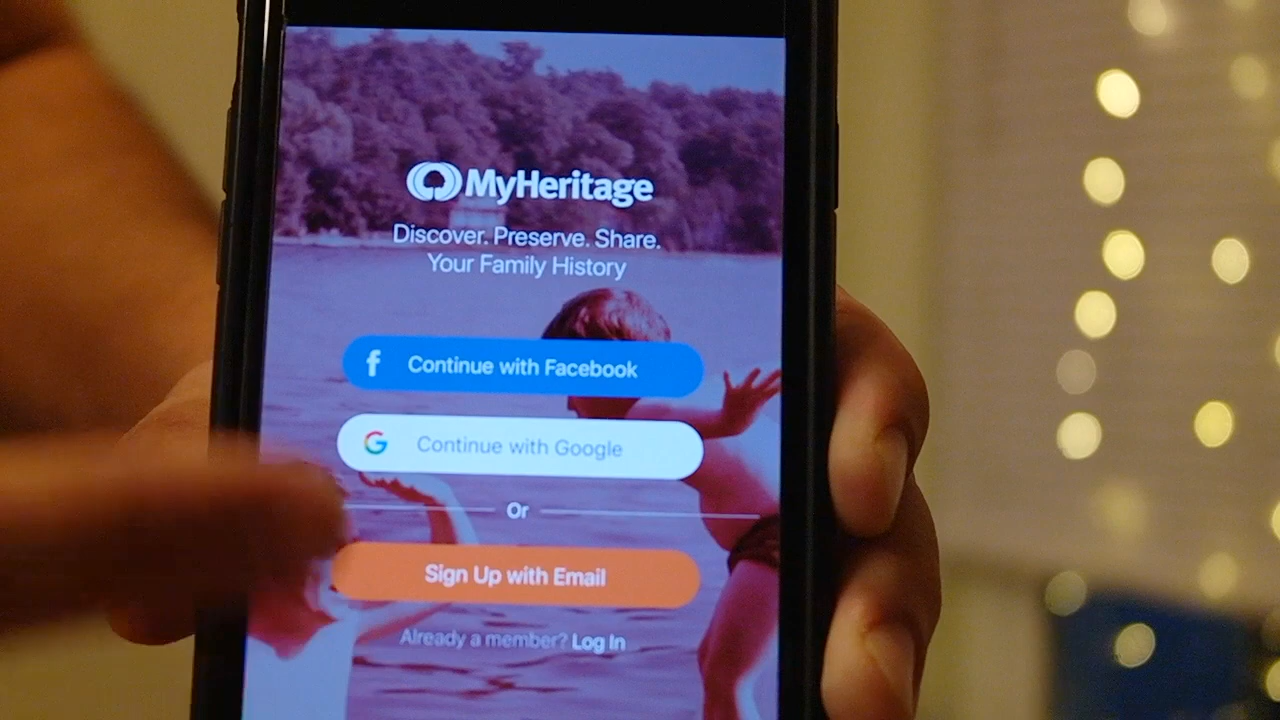 MyHeritage
Discover. Preserve. Share.
Your Family History
Continue with Facebook
Continue with Google
Or
Sign Up with Email
Already a member? Log In